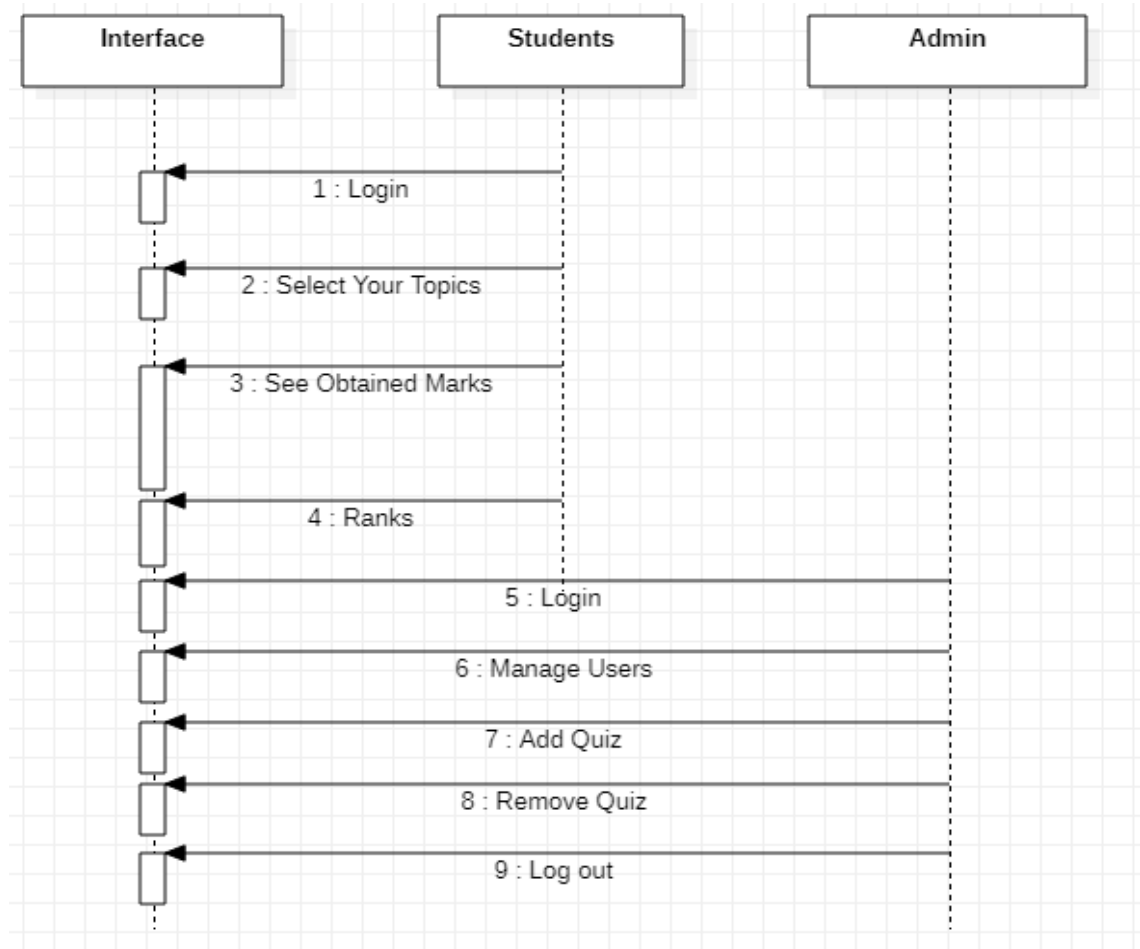 Interface
Students
Admin
1 : Login
2 : Select Your Topics
3 : See Obtained Marks
4 : Ranks
5 : Login
6 : Manage Users
7 : Add Quiz
8 : Remove Quiz
9 : Log out